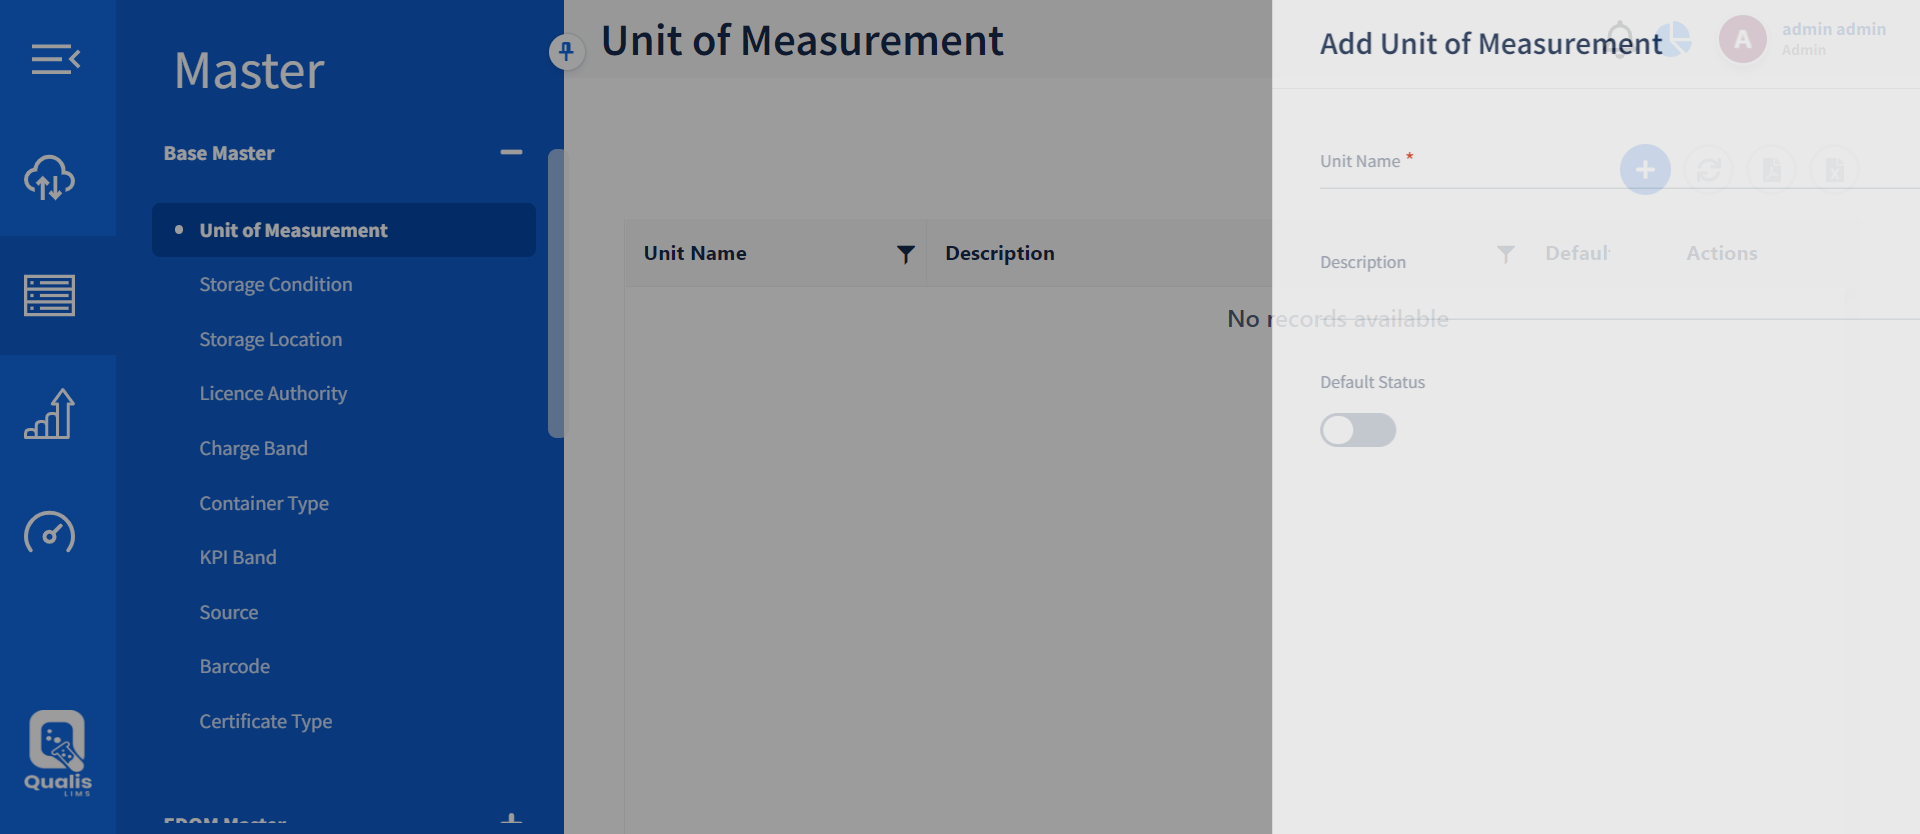 Master
Base Master
Unit of Measurement
Storage Condition
Storage Location
Licence Authority
Charge Band
Container Type
KPI Band
Source
Barcode
Certificate Type
Qualis
LIMS
Unit of Measurement
Unit Name
Description
Defaul
Actions
No records available
Add Unit of Measurement
A
admin admin
Admin
Unit Name *
Description
Default Status